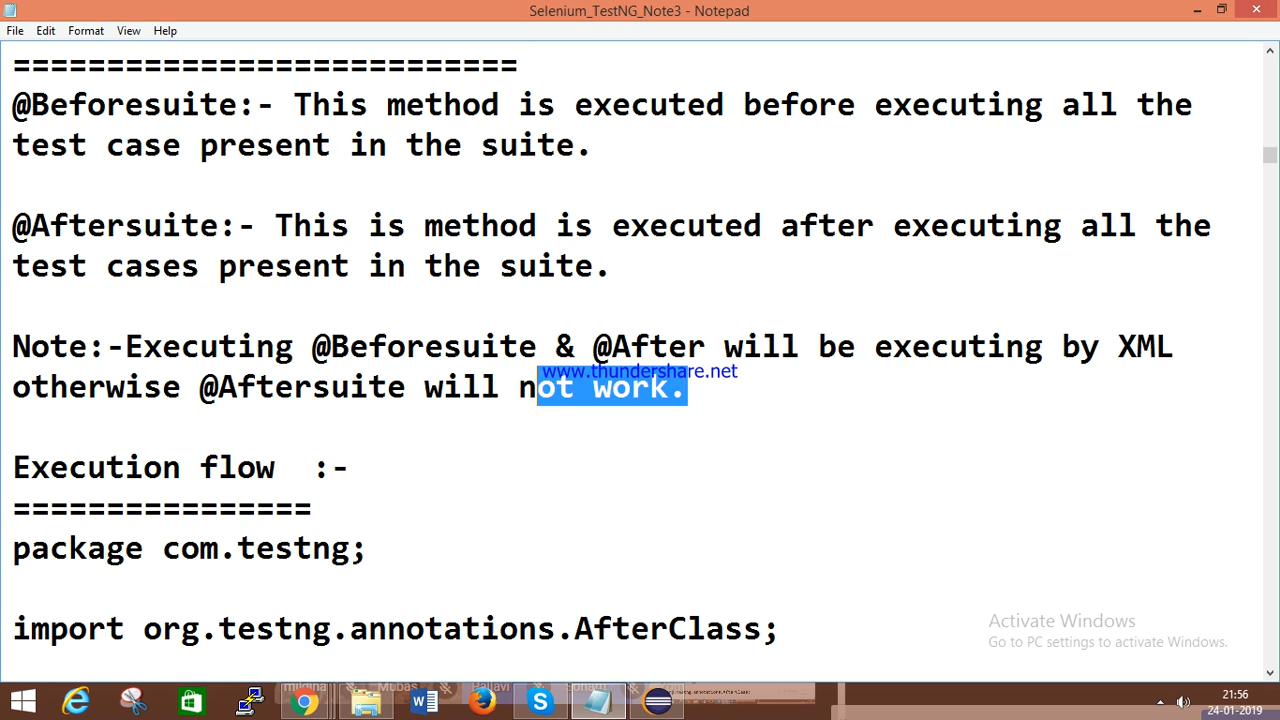 Selenium_TestNG_Note3 - Notepad
File Edit Format View Help
===========================
@Beforesuite:- This method is executed before executing all the
test case present in the suite.
@Aftersuite:- This is method is executed after executing all the
test cases present in the suite.
Note:-Executing @Beforesuite & @After will be executing by XML
www.thundershare.net
otherwise @Aftersuite will not work.
Execution flow  :-
================
package com.testng;
import org.testng.annotations.AfterClass;
Activate Windows
Go to PC settings to activate Windows.
Mubas Pallavi
21:56
24-01-2019